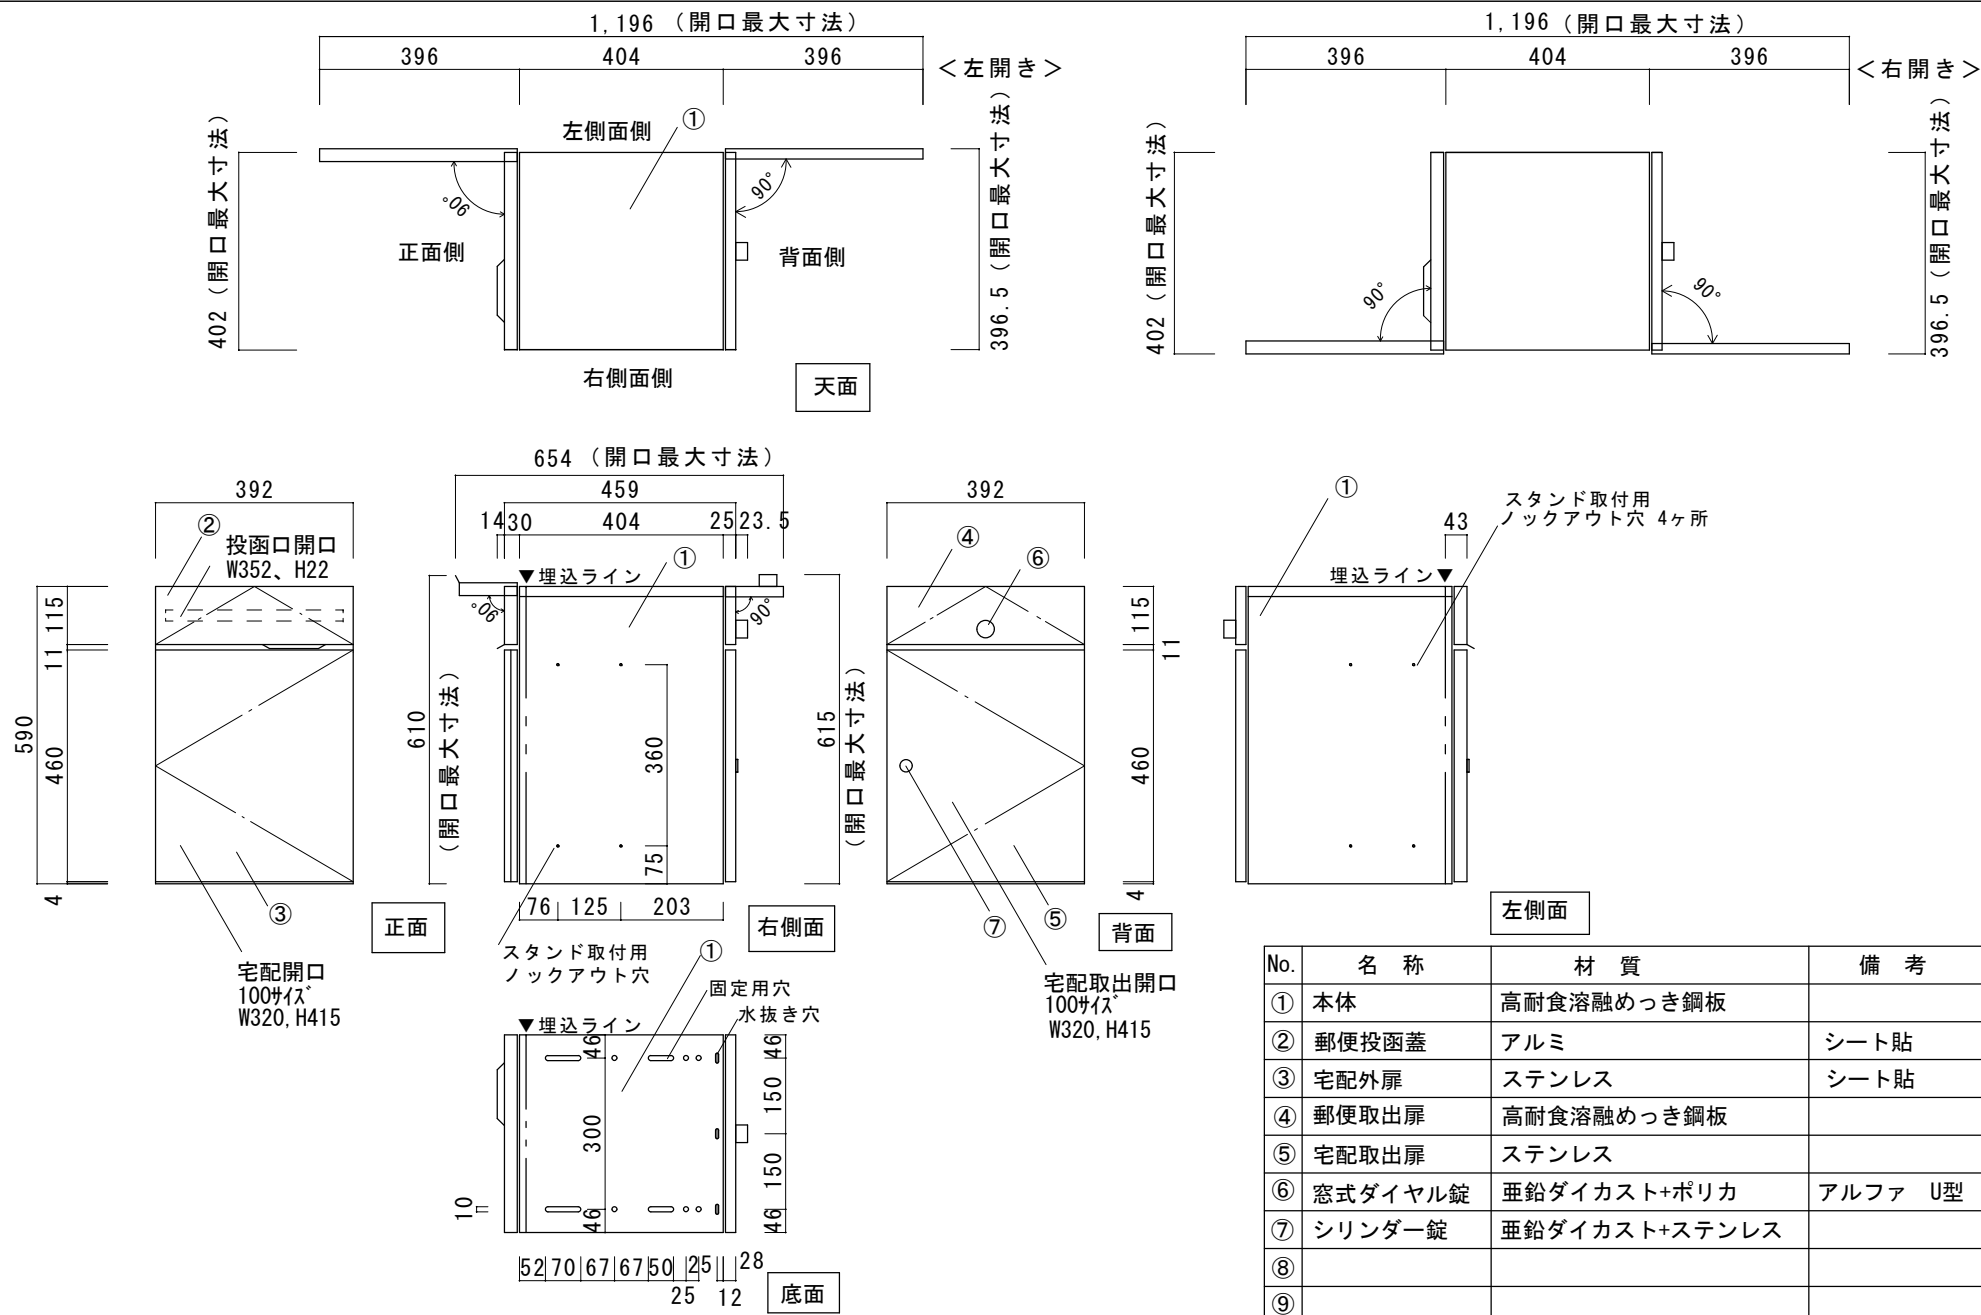 1,196 (開口最大寸法)
396 404 396
<左開き>
左側面側 ①
402 (開口最大寸法)
90° 90°
正面側 背面側
396.5 (開口最大寸法)
右側面側
天面
1,196 (開口最大寸法)
396 404 396
<右開き>
402 (開口最大寸法)
90° 90°
396.5 (開口最大寸法)
392
②
投函口開口
W352、H22
115
11
590
460
4
③
宅配開口
100サイズ
W320,H415
正面
654 (開口最大寸法)
459
14 30 404 25 23.5
▼埋込ライン
①
90° 90°
610
(開口最大寸法)
615
(開口最大寸法)
360
75
76 125 203
スタンド取付用
ノックアウト穴
右側面
392
④ ⑥
115
11
460
4
⑦ ⑤
宅配取出開口
100サイズ
W320,H415
背面
①
スタンド取付用
ノックアウト穴 4ヶ所
43
埋込ライン▼
左側面
①
固定用穴
水抜き穴
▼埋込ライン
46
300
46
10
46
150
150
46
52 70 67 67 50 25 28
25 12
底面
No. 名 称 材 質 備 考
① 本体 高耐食溶融めっき鋼板
② 郵便投函蓋 アルミ シート貼
③ 宅配外扉 ステンレス シート貼
④ 郵便取出扉 高耐食溶融めっき鋼板
⑤ 宅配取出扉 ステンレス
⑥ 窓式ダイヤル錠 亜鉛ダイカスト+ポリカ アルファ U型
⑦ シリンダー錠 亜鉛ダイカスト+ステンレス
⑧
⑨